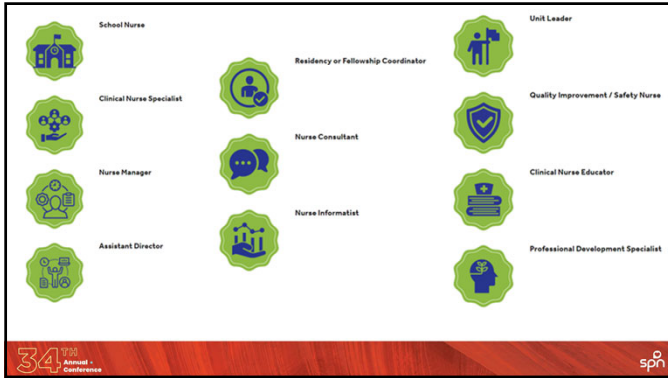 School Nurse
Clinical Nurse Specialist
Nurse Manager
Assistant Director
Residency or Fellowship Coordinator
Nurse Consultant
Nurse Informatist
Unit Leader
Quality Improvement / Safety Nurse
Clinical Nurse Educator
Professional Development Specialist
34TH
Annual
Conference
spn